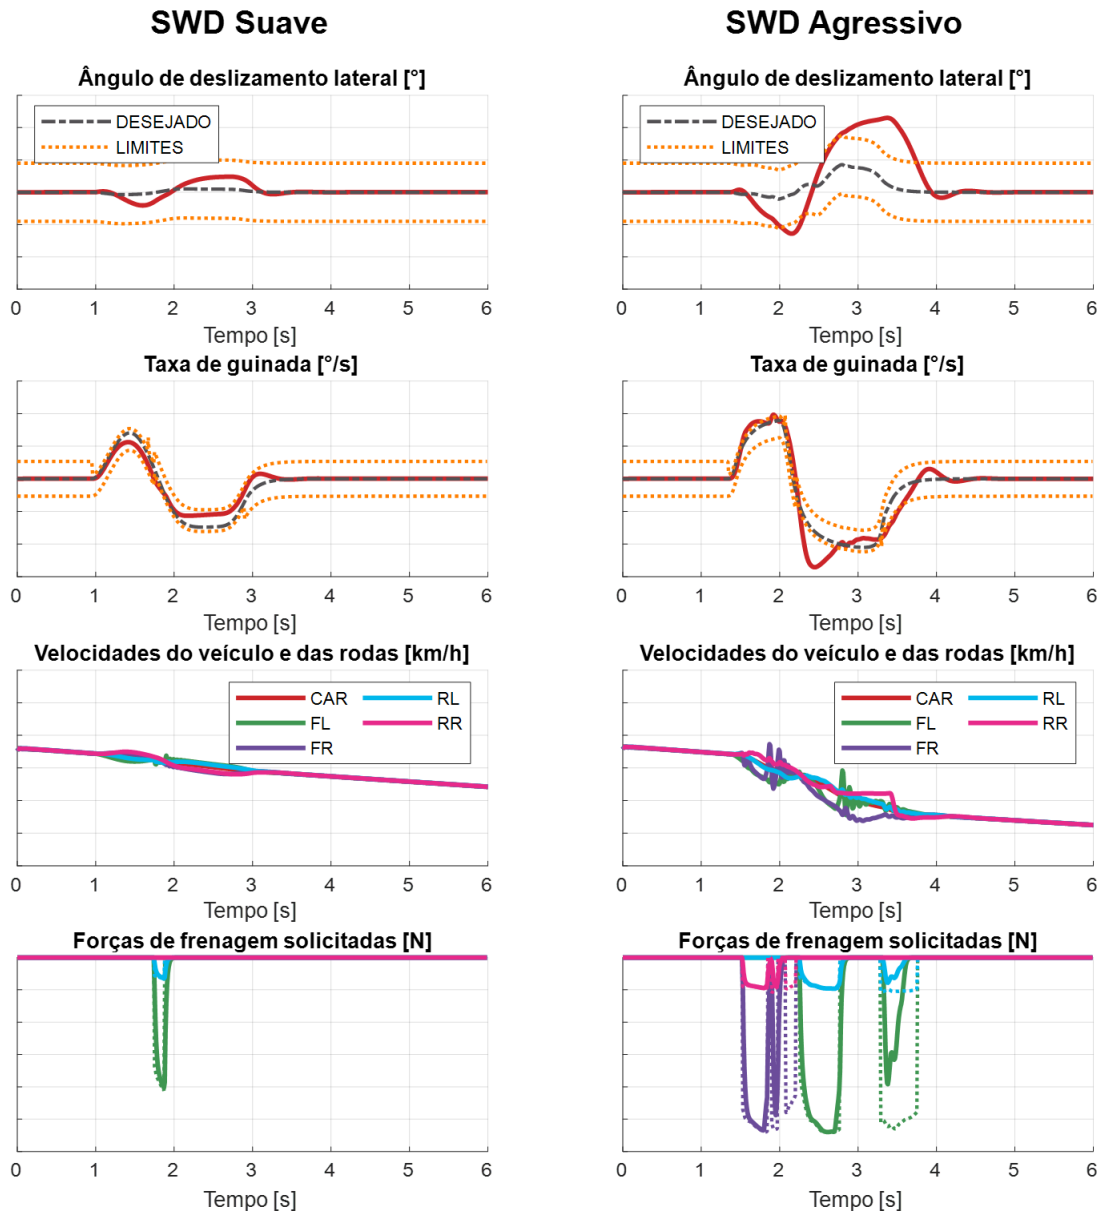 SWD Suave
SWD Agressivo
Ângulo de deslizamento lateral [°]
DESEJADO
LIMITES
0 1 2 3 4 5 6
Tempo [s]
Ângulo de deslizamento lateral [°]
DESEJADO
LIMITES
0 1 2 3 4 5 6
Tempo [s]
Taxa de guinada [°/s]
0 1 2 3 4 5 6
Tempo [s]
Taxa de guinada [°/s]
0 1 2 3 4 5 6
Tempo [s]
Velocidades do veículo e das rodas [km/h]
CAR RL
FL RR
FR
0 1 2 3 4 5 6
Tempo [s]
Velocidades do veículo e das rodas [km/h]
CAR RL
FL RR
FR
0 1 2 3 4 5 6
Tempo [s]
Forças de frenagem solicitadas [N]
0 1 2 3 4 5 6
Tempo [s]
Forças de frenagem solicitadas [N]
0 1 2 3 4 5 6
Tempo [s]